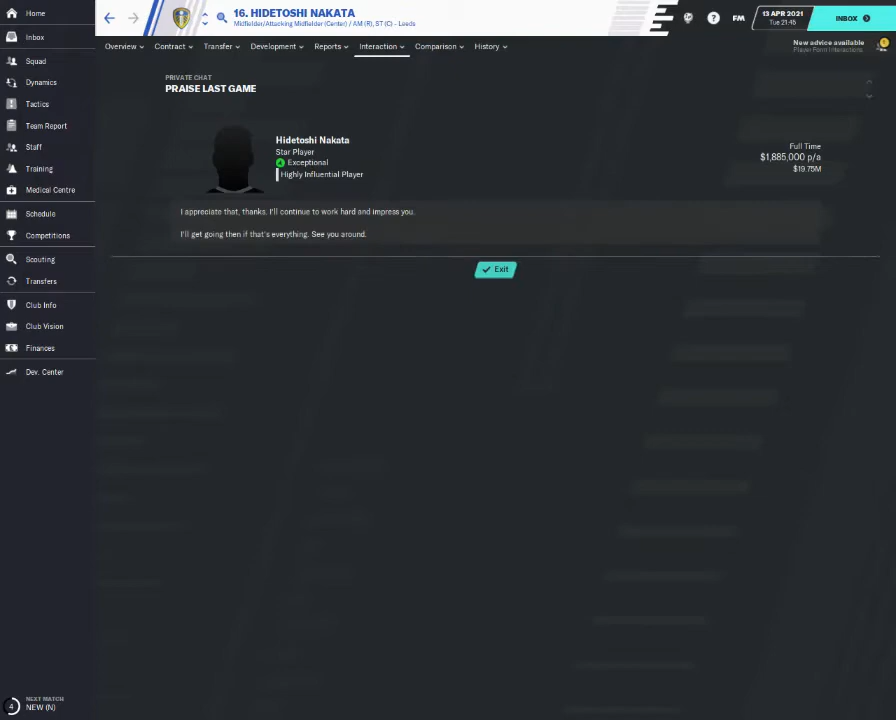 Home
Inbox
Squad
Dynamics
Tactics
Team Report
Staff
Training
Medical Centre
Schedule
Competitions
Scouting
Transfers
Club Info
Club Vision
Finances
Dev. Center
4
NEXT MATCH
NEW (N)
16. HIDETOSHI NAKATA
Midfielder/Attacking Midfielder (Center) / AM (R), ST (C) - Leeds
?
FM
13 APR 2021
Tue 21:45
INBOX
Overview
Contract
Transfer
Development
Reports
Interaction
Comparison
History
New advice available
Player Form Interactions
PRIVATE CHAT
PRAISE LAST GAME
Hidetoshi Nakata
Star Player
Exceptional
Highly Influential Player
Full Time
$1,885,000 p/a
$19.75M
I appreciate that, thanks. I'll continue to work hard and impress you.
I'll get going then if that's everything. See you around.
Exit